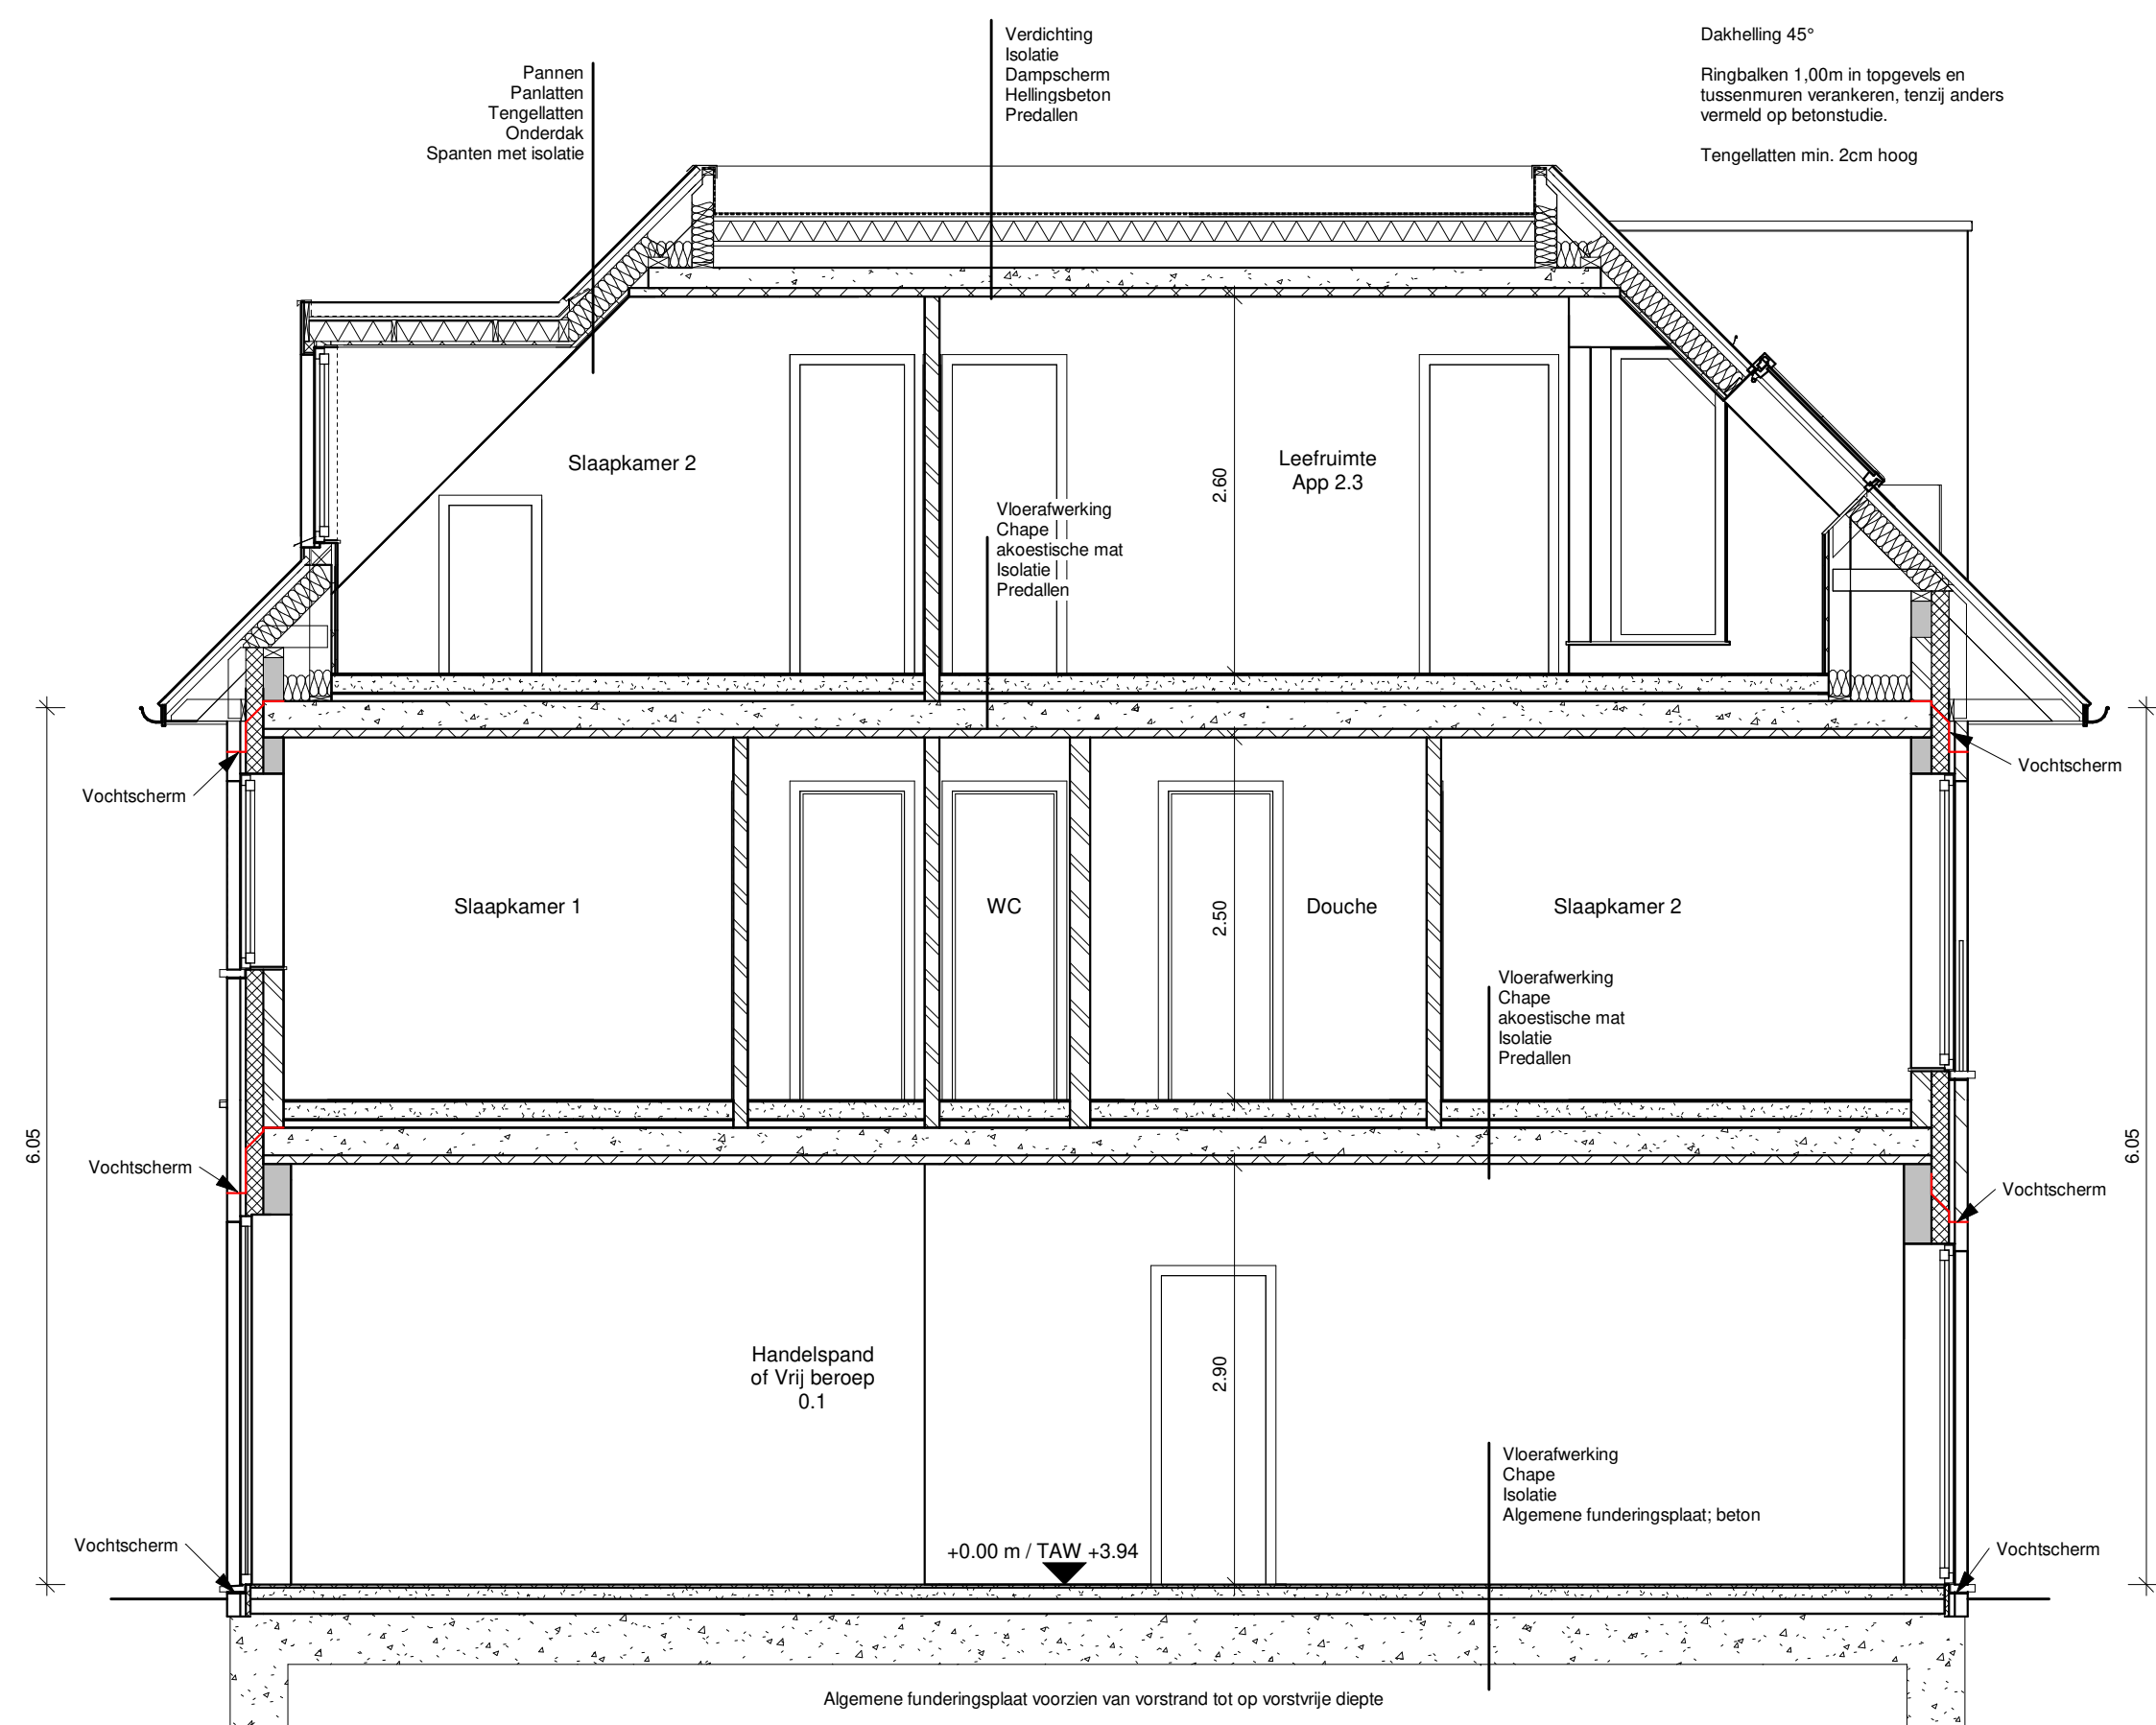 Verdichting
Isolatie
Dampscherm
Hellingsbeton
Predallen
Dakhelling 45°
Ringbalken 1,00m in topgevels en
tussenmuren verankeren, tenzij anders
vermeld op betonstudie.
Tengellatten min. 2cm hoog
Pannen
Panlatten
Tengellatten
Onderdak
Spanten met isolatie
Slaapkamer 2
Leefruimte
App 2.3
2.60
Vloerafwerking
Chape
akoestische mat
Isolatie
Predallen
Vochtscherm
Vochtscherm
Slaapkamer 1
WC
2.50
Douche
Slaapkamer 2
Vloerafwerking
Chape
akoestische mat
Isolatie
Predallen
6.05
6.05
Vochtscherm
Vochtscherm
Handelspand
of Vrij beroep
0.1
2.90
Vloerafwerking
Chape
Isolatie
Algemene funderingsplaat; beton
Vochtscherm
+0.00 m / TAW +3.94
Vochtscherm
Algemene funderingsplaat voorzien van vorstrand tot op vorstvrije diepte